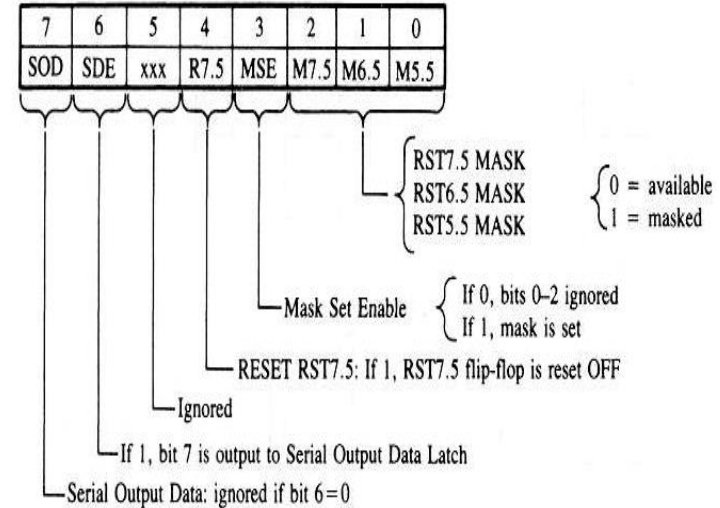 7 6 5 4 3 2 1 0
SOD SDE xxx R7.5 MSE M7.5 M6.5 M5.5
RST7.5 MASK
RST6.5 MASK
RST5.5 MASK
0 = available
1 = masked
Mask Set Enable
If 0, bits 0–2 ignored
If 1, mask is set
RESET RST7.5: If 1, RST7.5 flip-flop is reset OFF
Ignored
If 1, bit 7 is output to Serial Output Data Latch
Serial Output Data: ignored if bit 6=0